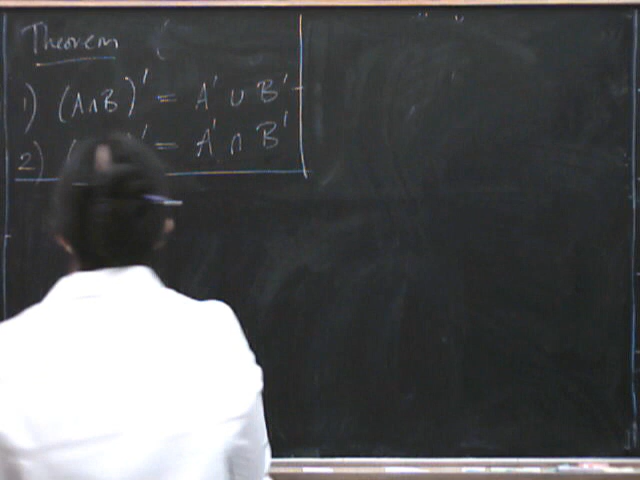 Theorem (
1) (A∩B)' = A' ∪ B'
2) ( ' = A' ∩ B'